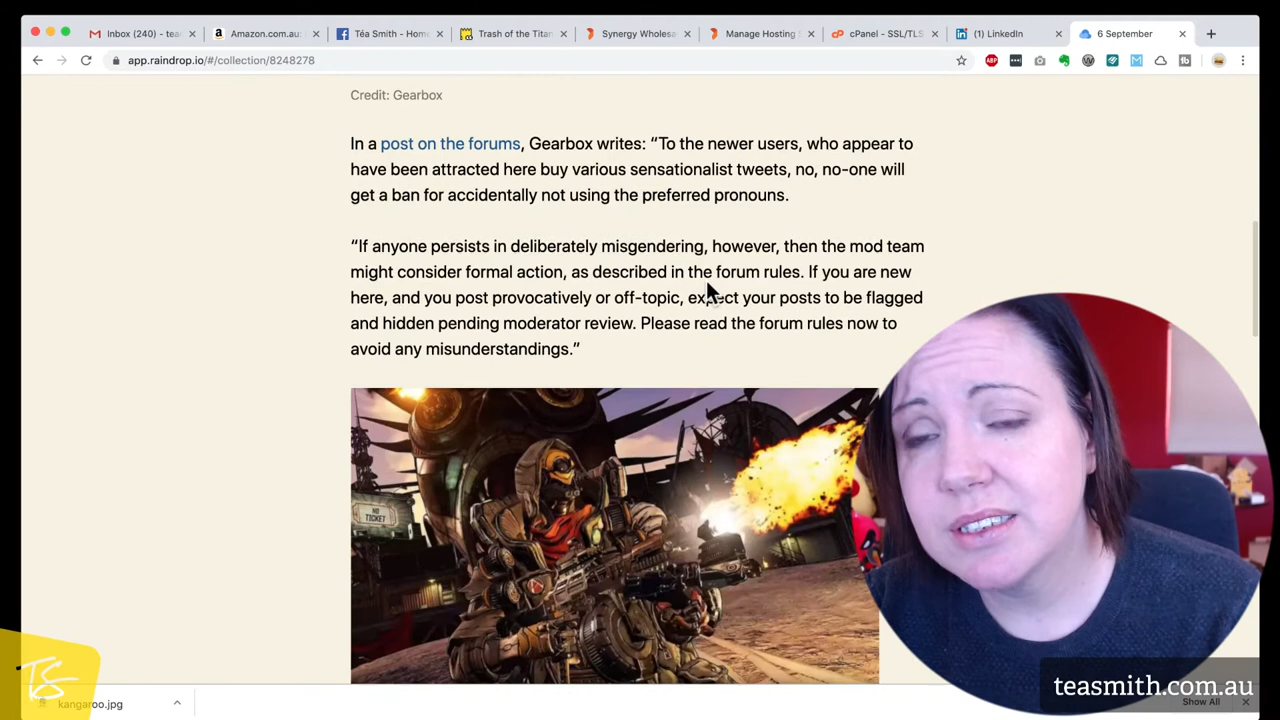 Inbox (240) - tea
Amazon.com.au:
Téa Smith - Hom
Trash of the Titan
Synergy Wholesa
Manage Hosting
cPanel - SSL/TLS
(1) LinkedIn
6 September
app.raindrop.io/#/collection/8248278
ABP
Credit: Gearbox
In a post on the forums, Gearbox writes: “To the newer users, who appear to
have been attracted here buy various sensationalist tweets, no, no-one will
get a ban for accidentally not using the preferred pronouns.
“If anyone persists in deliberately misgendering, however, then the mod team
might consider formal action, as described in the forum rules. If you are new
here, and you post provocatively or off-topic, expect your posts to be flagged
and hidden pending moderator review. Please read the forum rules now to
avoid any misunderstandings.”
NO
TICKET
TS
kangaroo.jpg
teasmith.com.au
Show All